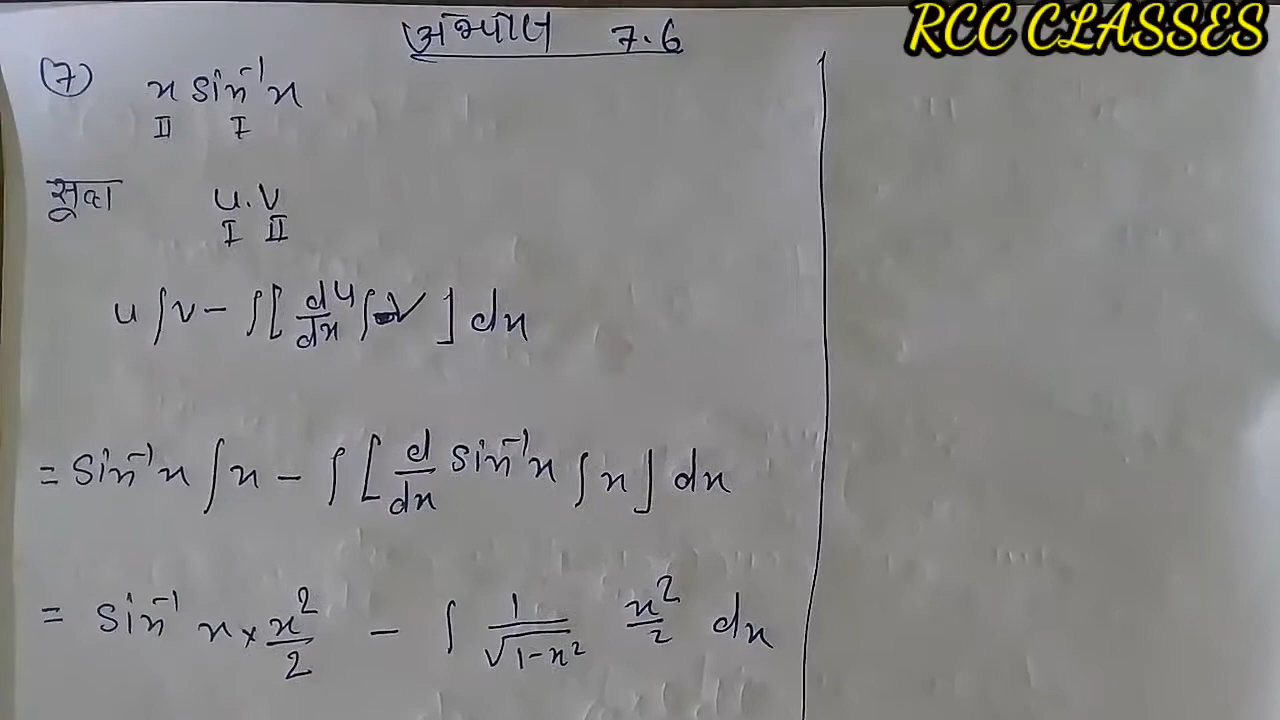 RCC CLASSES
अभ्यास 7.6
(7) x sin⁻¹x
II I
सूत्र u.v
I II
u ∫v - ∫[du/dx ∫v] dx
= sin⁻¹x ∫x - ∫[d/dx sin⁻¹x ∫x] dx
= sin⁻¹ x × x²/2 - ∫ 1/√1-x² x²/2 dx